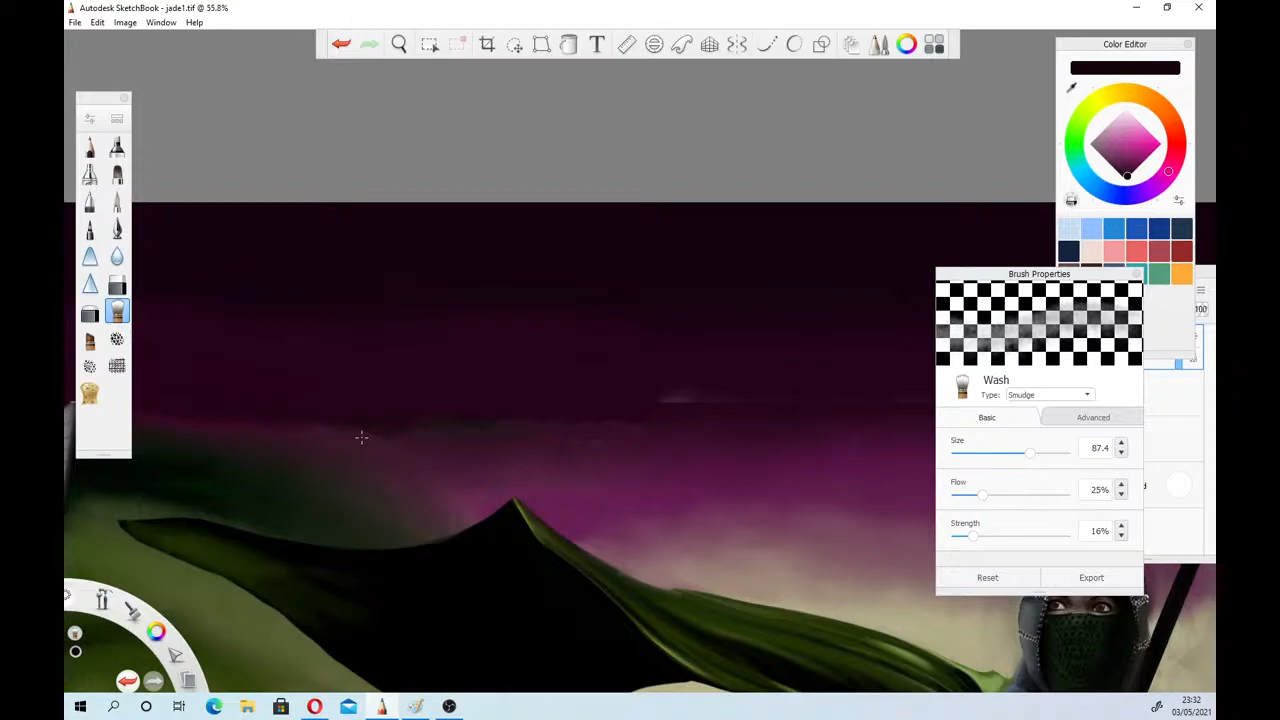 Autodesk SketchBook - jade1.tif @ 55.8%
File Edit Image Window Help
Color Editor
100
Brush Properties
Wash
Type: Smudge
Basic Advanced
Size 87.4
Flow 25%
Strength 16%
Reset Export
23:32
03/05/2021